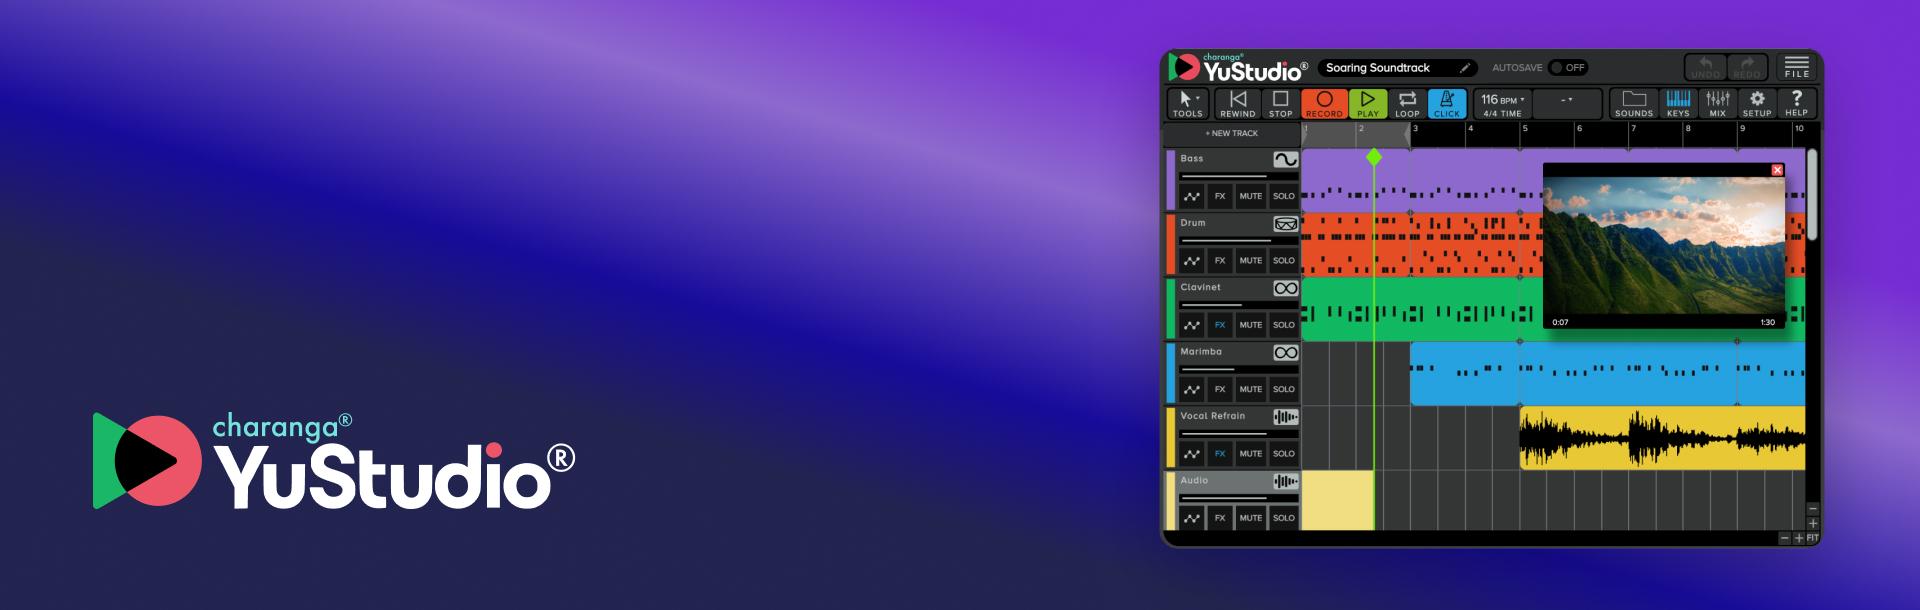 charanga®
YuStudio®
charanga®
YuStudio®
Soaring Soundtrack
AUTOSAVE OFF
UNDO
REDO
FILE
TOOLS
REWIND
STOP
RECORD
PLAY
LOOP
CLICK
116 BPM
4/4 TIME
-
SOUNDS
KEYS
MIX
SETUP
?
HELP
+ NEW TRACK
1 2 3 4 5 6 7 8 9 10
Bass
FX MUTE SOLO
Drum
FX MUTE SOLO
Clavinet
FX MUTE SOLO
Marimba
FX MUTE SOLO
Vocal Refrain
FX MUTE SOLO
Audio
FX MUTE SOLO
0:07 1:30
−
+
− + FIT